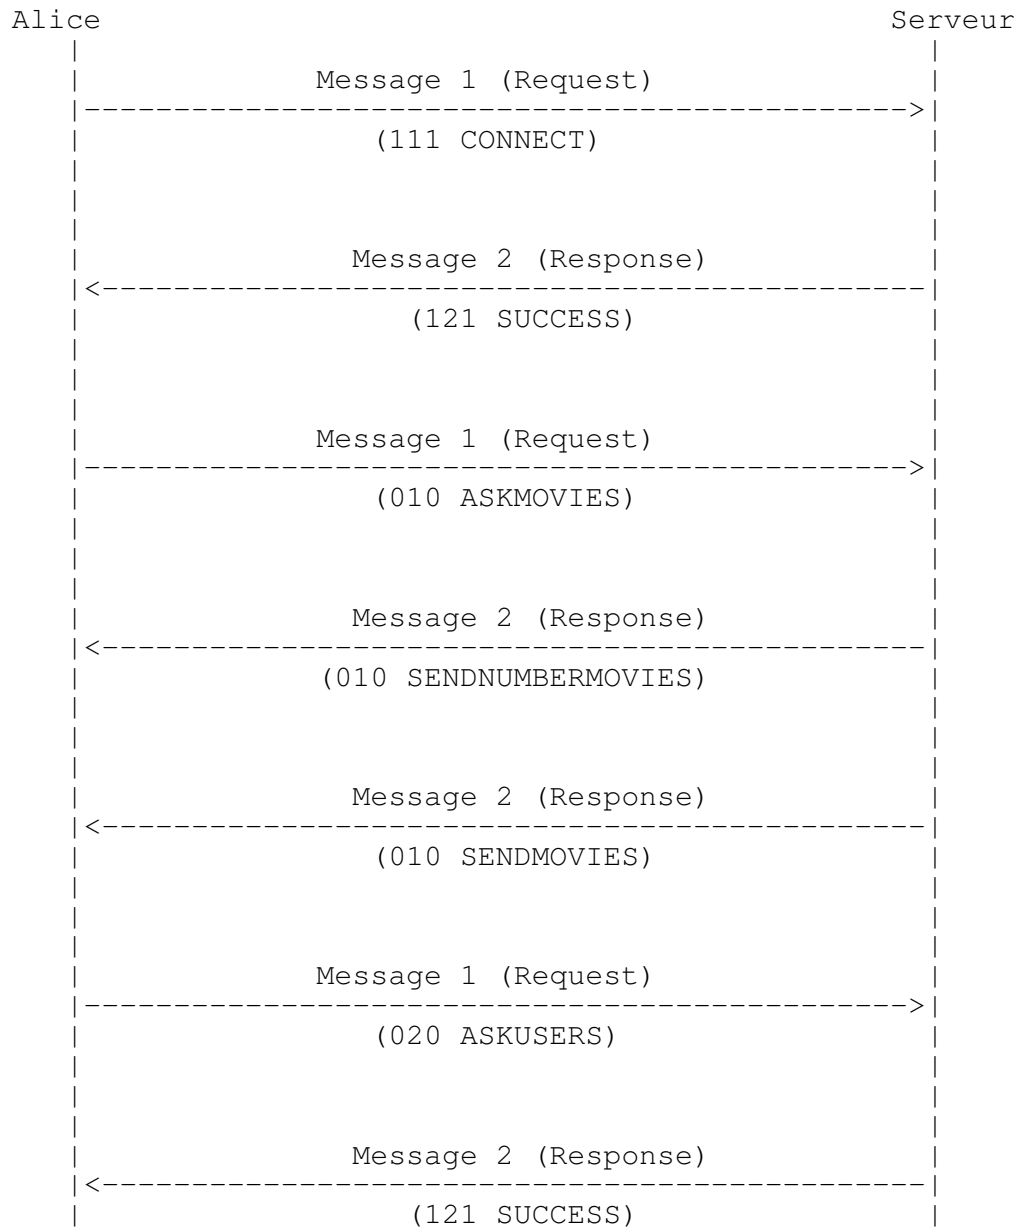 Alice Serveur
Message 1 (Request)
(111 CONNECT)
Message 2 (Response)
(121 SUCCESS)
Message 1 (Request)
(010 ASKMOVIES)
Message 2 (Response)
(010 SENDNUMBERMOVIES)
Message 2 (Response)
(010 SENDMOVIES)
Message 1 (Request)
(020 ASKUSERS)
Message 2 (Response)
(121 SUCCESS)